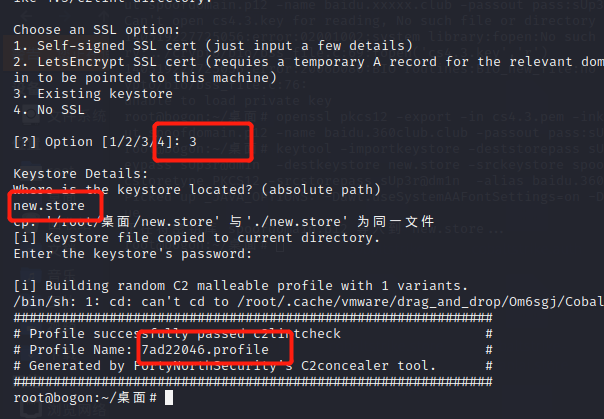 ike 4.3/c2lint directory.
Choose an SSL option:
1. Self-signed SSL cert (just input a few details)
2. LetsEncrypt SSL cert (requies a temporary A record for the relevant dom
in to be pointed to this machine)
3. Existing keystore
4. No SSL
[?] Option [1/2/3/4]: 3
Keystore Details:
Where is the keystore located? (absolute path)
new.store
cp: '/root/桌面/new.store' 与'./new.store' 为同一文件
[i] Keystore file copied to current directory.
Enter the keystore's password:
[i] Building random C2 malleable profile with 1 variants.
/bin/sh: 1: cd: can't cd to /root/.cache/vmware/drag_and_drop/Om6sgj/Cobal
###########################################################
# Profile successfully passed c2lintcheck #
# Profile Name: 7ad22046.profile #
# Generated by FortyNorthSecurity's C2concealer tool. #
###########################################################
root@bogon:~/桌面#